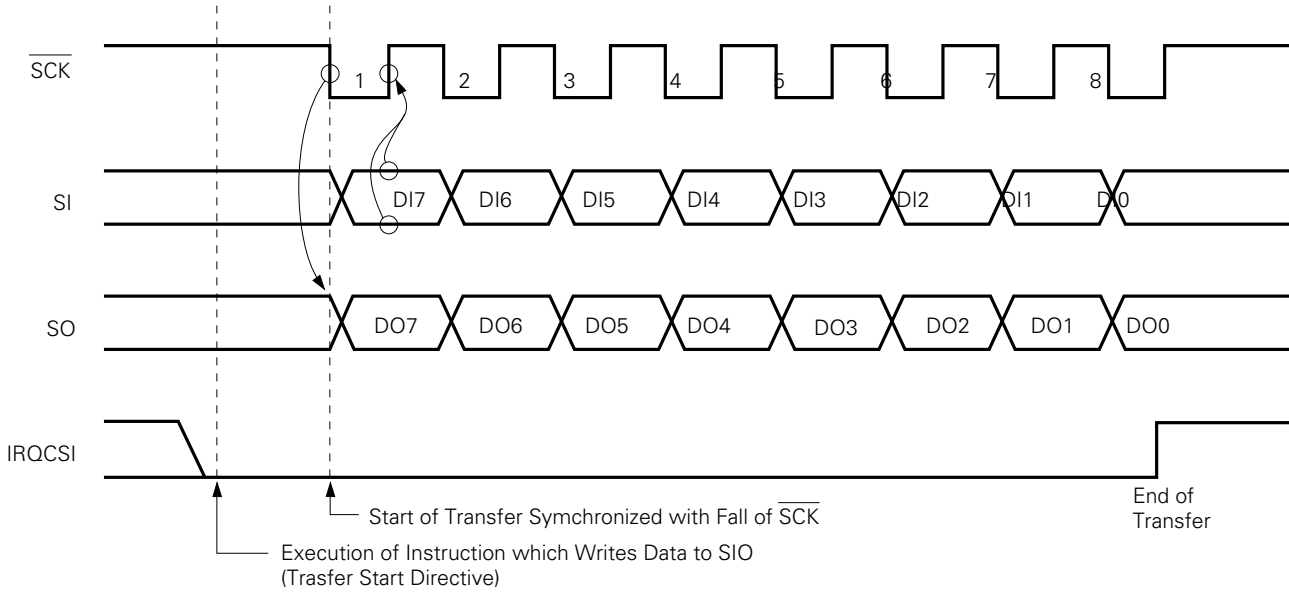 SCK
1 2 3 4 5 6 7 8
SI
DI7 DI6 DI5 DI4 DI3 DI2 DI1 DI0
SO
DO7 DO6 DO5 DO4 DO3 DO2 DO1 DO0
IRQCSI
End of
Transfer
Start of Transfer Symchronized with Fall of SCK
Execution of Instruction which Writes Data to SIO
(Trasfer Start Directive)